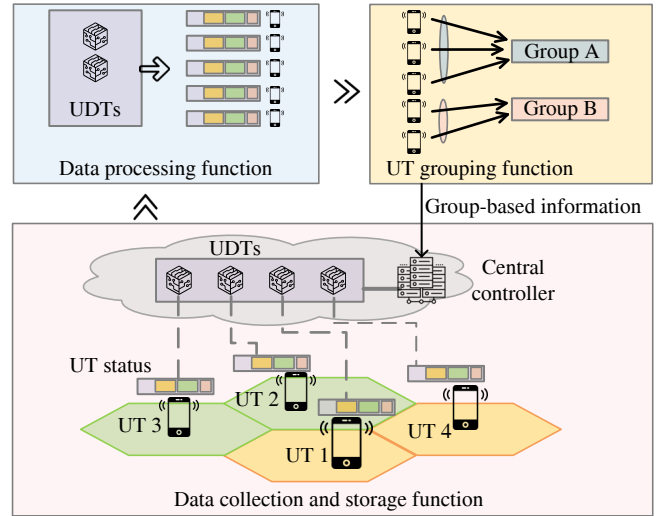 UDTs
Data processing function
Group A
Group B
UT grouping function
Group-based information
UDTs
Central
controller
UT status
UT 2
UT 3
UT 4
UT 1
Data collection and storage function